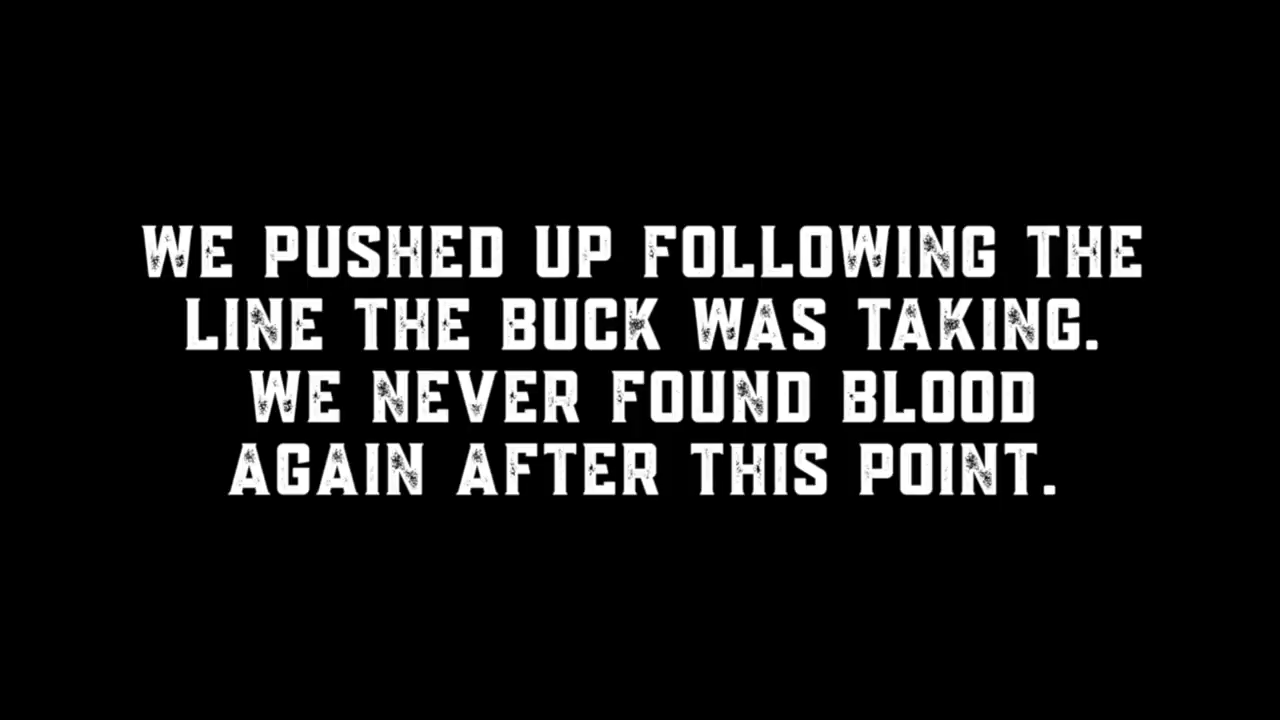 WE PUSHED UP FOLLOWING THE
LINE THE BUCK WAS TAKING.
WE NEVER FOUND BLOOD
AGAIN AFTER THIS POINT.